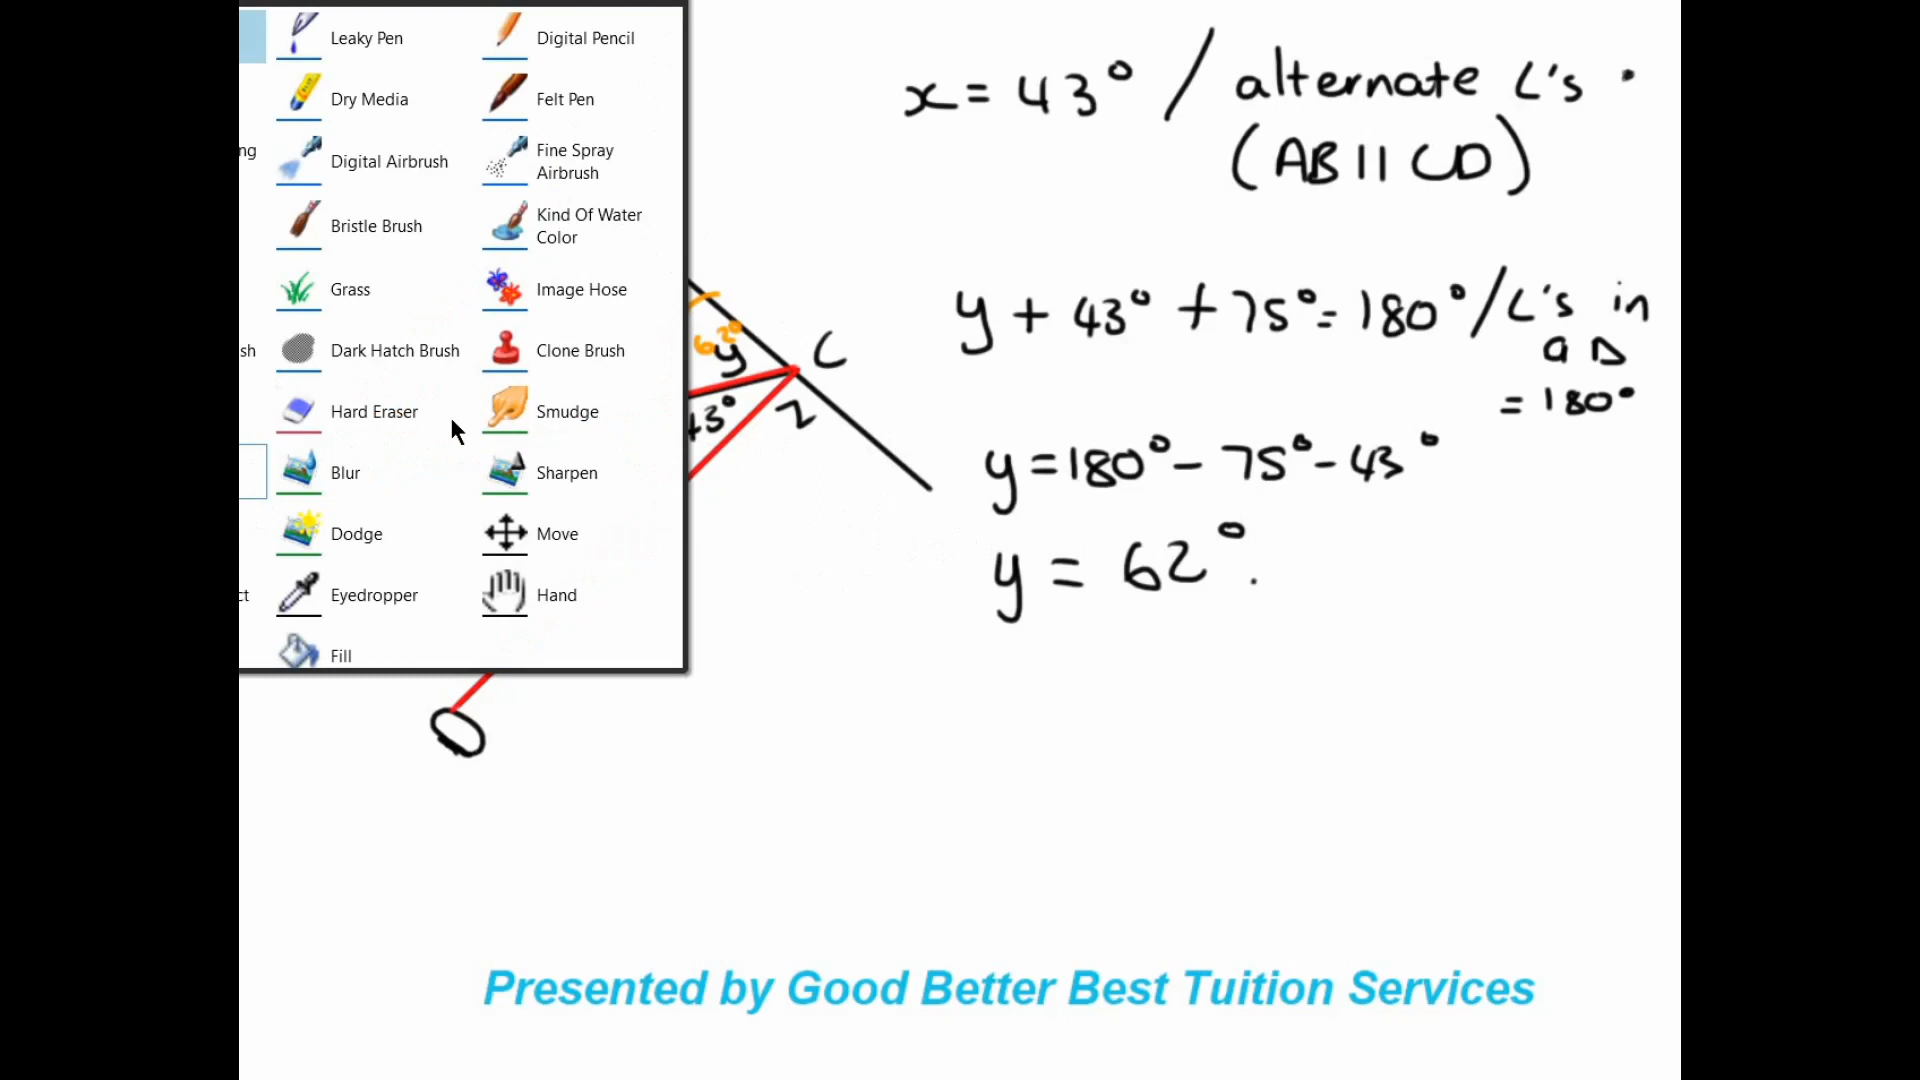 Leaky Pen
Digital Pencil
Dry Media
Felt Pen
ng
Digital Airbrush
Fine Spray
Airbrush
Bristle Brush
Kind Of Water
Color
Grass
Image Hose
sh
Dark Hatch Brush
Clone Brush
Hard Eraser
Smudge
Blur
Sharpen
Dodge
Move
ct
Eyedropper
Hand
Fill
62°
y
C
43°
z
D
x = 43° / alternate ∠'s .
(AB || CD)
y + 43° + 75° = 180° / ∠'s in
a △
= 180°
y = 180° - 75° - 43°
y = 62° .
Presented by Good Better Best Tuition Services